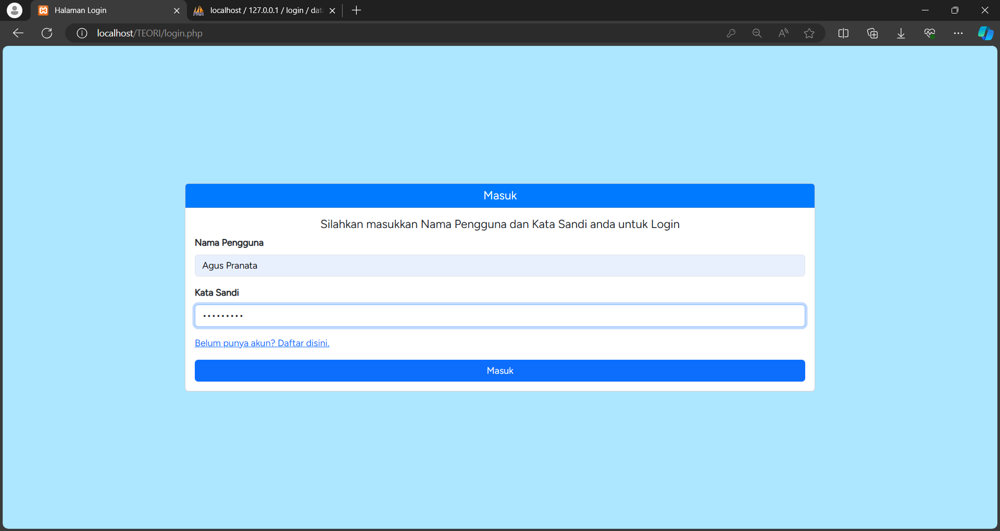 Halaman Login
localhost / 127.0.0.1 / login / dat
localhost/TEORI/login.php
Masuk
Silahkan masukkan Nama Pengguna dan Kata Sandi anda untuk Login
Nama Pengguna
Agus Pranata
Kata Sandi
•••••••••
Belum punya akun? Daftar disini.
Masuk